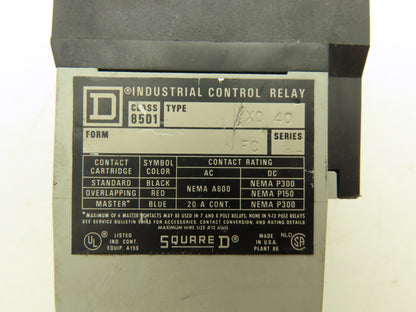 D ® INDUSTRIAL CONTROL RELAY
CLASS 8501 TYPE XO 40
FORM FC SERIES
CONTACT CARTRIDGE SYMBOL COLOR CONTACT RATING
AC DC
STANDARD BLACK NEMA A600 NEMA P300
OVERLAPPING RED NEMA P150
MASTER* BLUE 20 A CONT. NEMA P300
*MAXIMUM OF 6 MASTER CONTACTS MAY BE USED IN 7 AND 8 POLE RELAYS, NONE IN 9-12 POLE RELAYS
SEE SERVICE BULLETIN FOR ACCESSORIES, CONTACT CONVERSION, AND RATING DETAILS
MAXIMUM WIRE SIZE #12 AWG
UL ® LISTED IND. CONT. EQUIP. A159 SQUARE D ® MADE IN U.S.A. PLANT 86 NLD SA